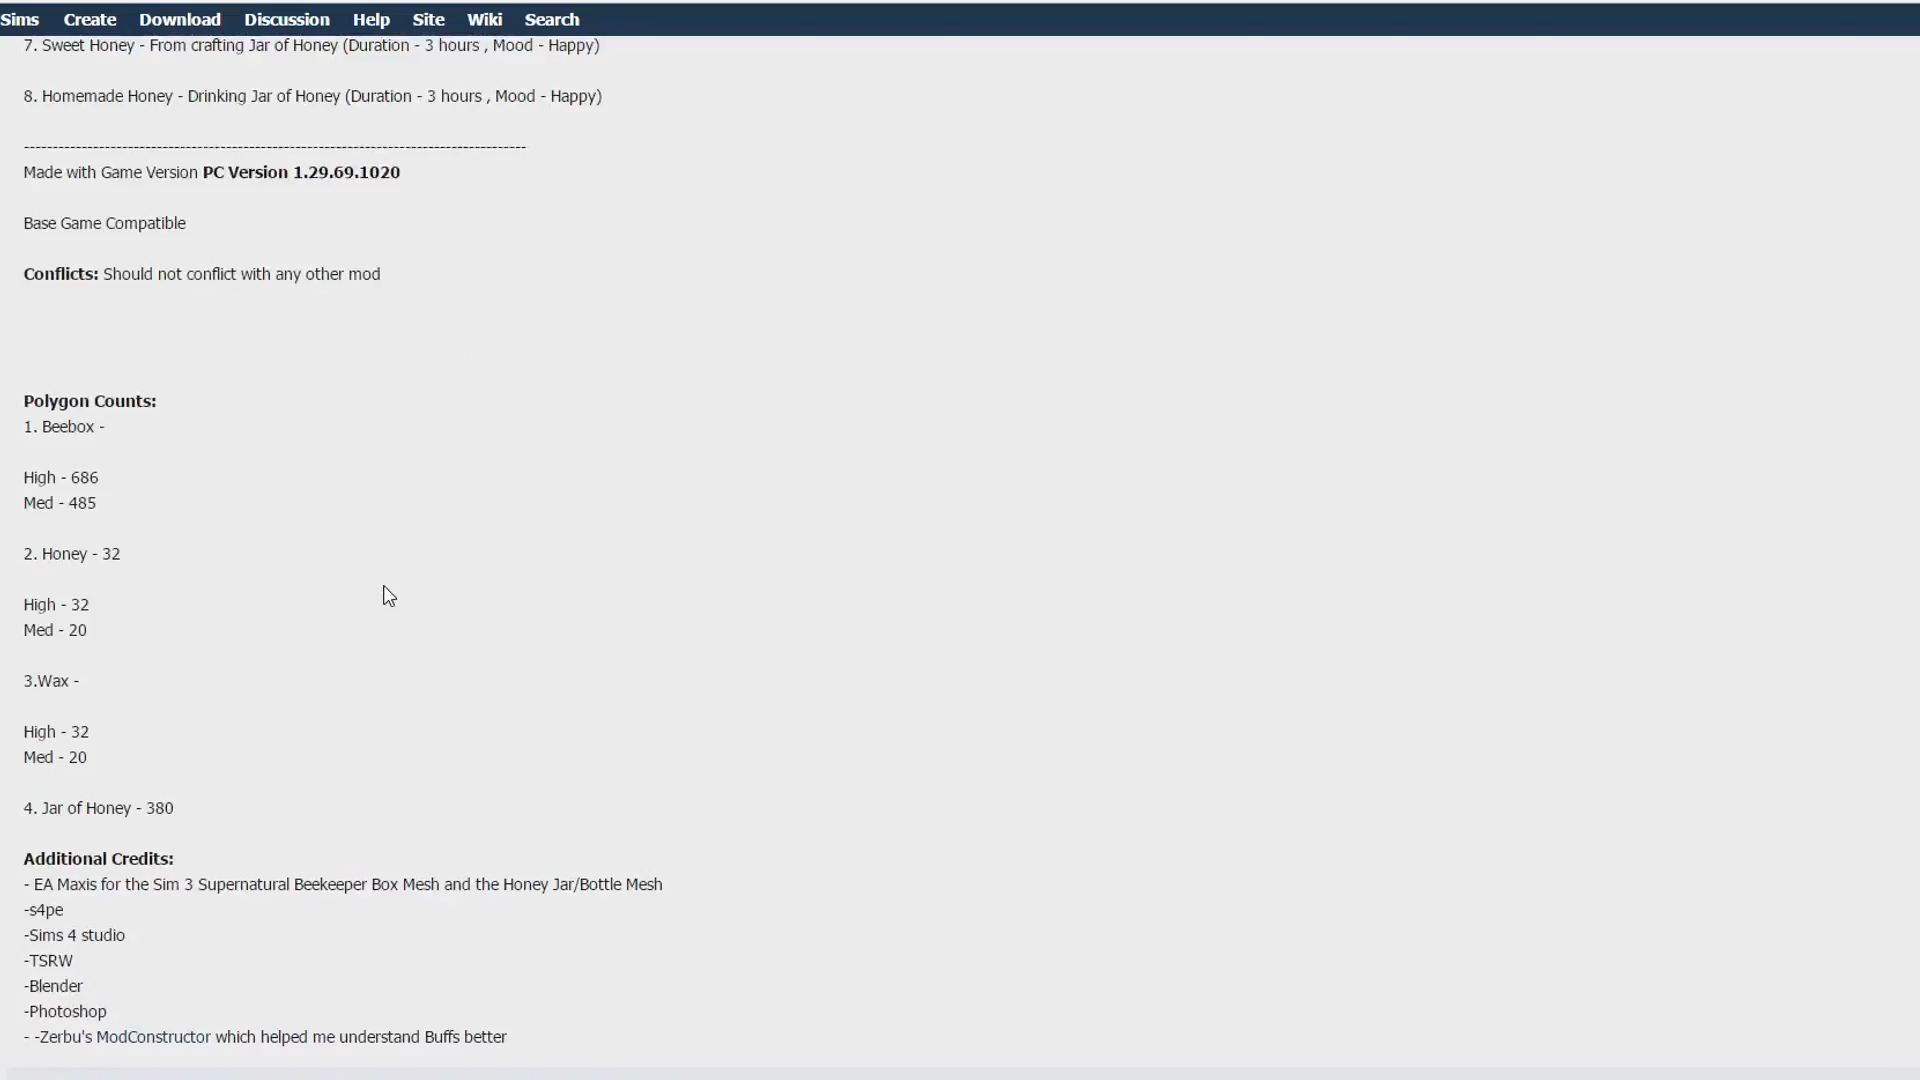 Sims Create Download Discussion Help Site Wiki Search
7. Sweet Honey - From crafting Jar of Honey (Duration - 3 hours , Mood - Happy)
8. Homemade Honey - Drinking Jar of Honey (Duration - 3 hours , Mood - Happy)
---------------------------------------------------------------------------------------
Made with Game Version PC Version 1.29.69.1020
Base Game Compatible
Conflicts: Should not conflict with any other mod
Polygon Counts:
1. Beebox -
High - 686
Med - 485
2. Honey - 32
High - 32
Med - 20
3.Wax -
High - 32
Med - 20
4. Jar of Honey - 380
Additional Credits:
- EA Maxis for the Sim 3 Supernatural Beekeeper Box Mesh and the Honey Jar/Bottle Mesh
-s4pe
-Sims 4 studio
-TSRW
-Blender
-Photoshop
- -Zerbu's ModConstructor which helped me understand Buffs better